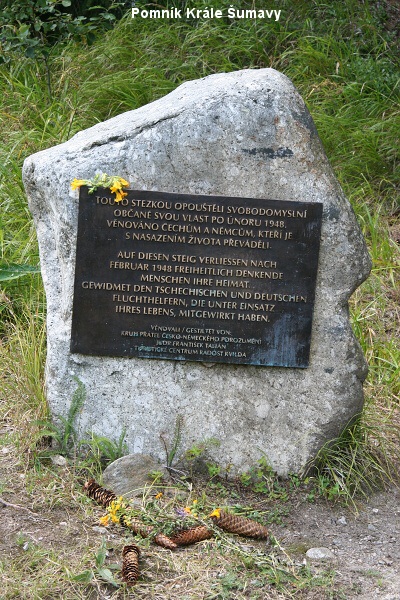 Pomník Krále Šumavy
TOUTO STEZKOU OPOUŠTĚLI SVOBODOMYSLNÍ
OBČANÉ SVOU VLAST PO ÚNORU 1948.
VĚNOVÁNO ČECHŮM A NĚMCŮM, KTEŘÍ JE
S NASAZENÍM ŽIVOTA PŘEVÁDĚLI.
AUF DIESEN STEIG VERLIESSEN NACH
FEBRUAR 1948 FREIHEITLICH DENKENDE
MENSCHEN IHRE HEIMAT.
GEWIDMET DEN TSCHECHISCHEN UND DEUTSCHEN
FLUCHTHELFERN, DIE UNTER EINSATZ
IHRES LEBENS, MITGEWIRKT HABEN.
VĚNOVALI / GESTALTET VON:
KRUH PŘÁTEL ČESKO-NĚMECKÉHO POROZUMĚNÍ
FRANTIŠEK TALIÁN
TURISTICKÉ CENTRUM RADOST KVILDA